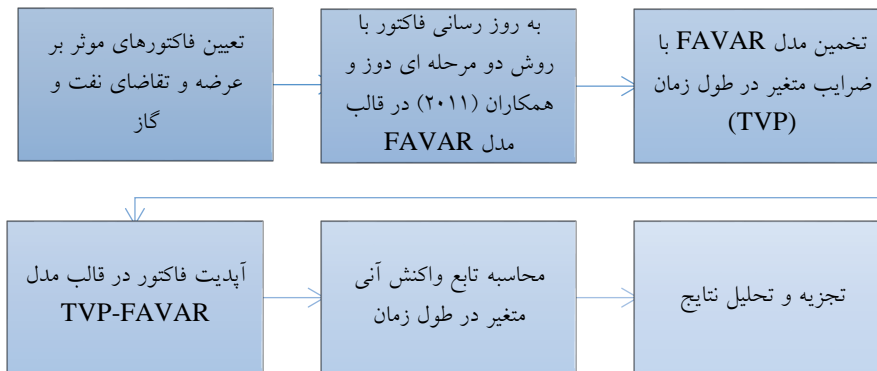 تعیین فاکتورهای موثر بر
عرضه و تقاضای نفت و
گاز
به روز رسانی فاکتور با
روش دو مرحله ای دوز و
همکاران (۲۰۱۱) در قالب
مدل FAVAR
تخمین مدل FAVAR با
ضرایب متغیر در طول زمان
(TVP)
آپدیت فاکتور در قالب مدل
TVP-FAVAR
محاسبه تابع واکنش آنی
متغیر در طول زمان
تجزیه و تحلیل نتایج